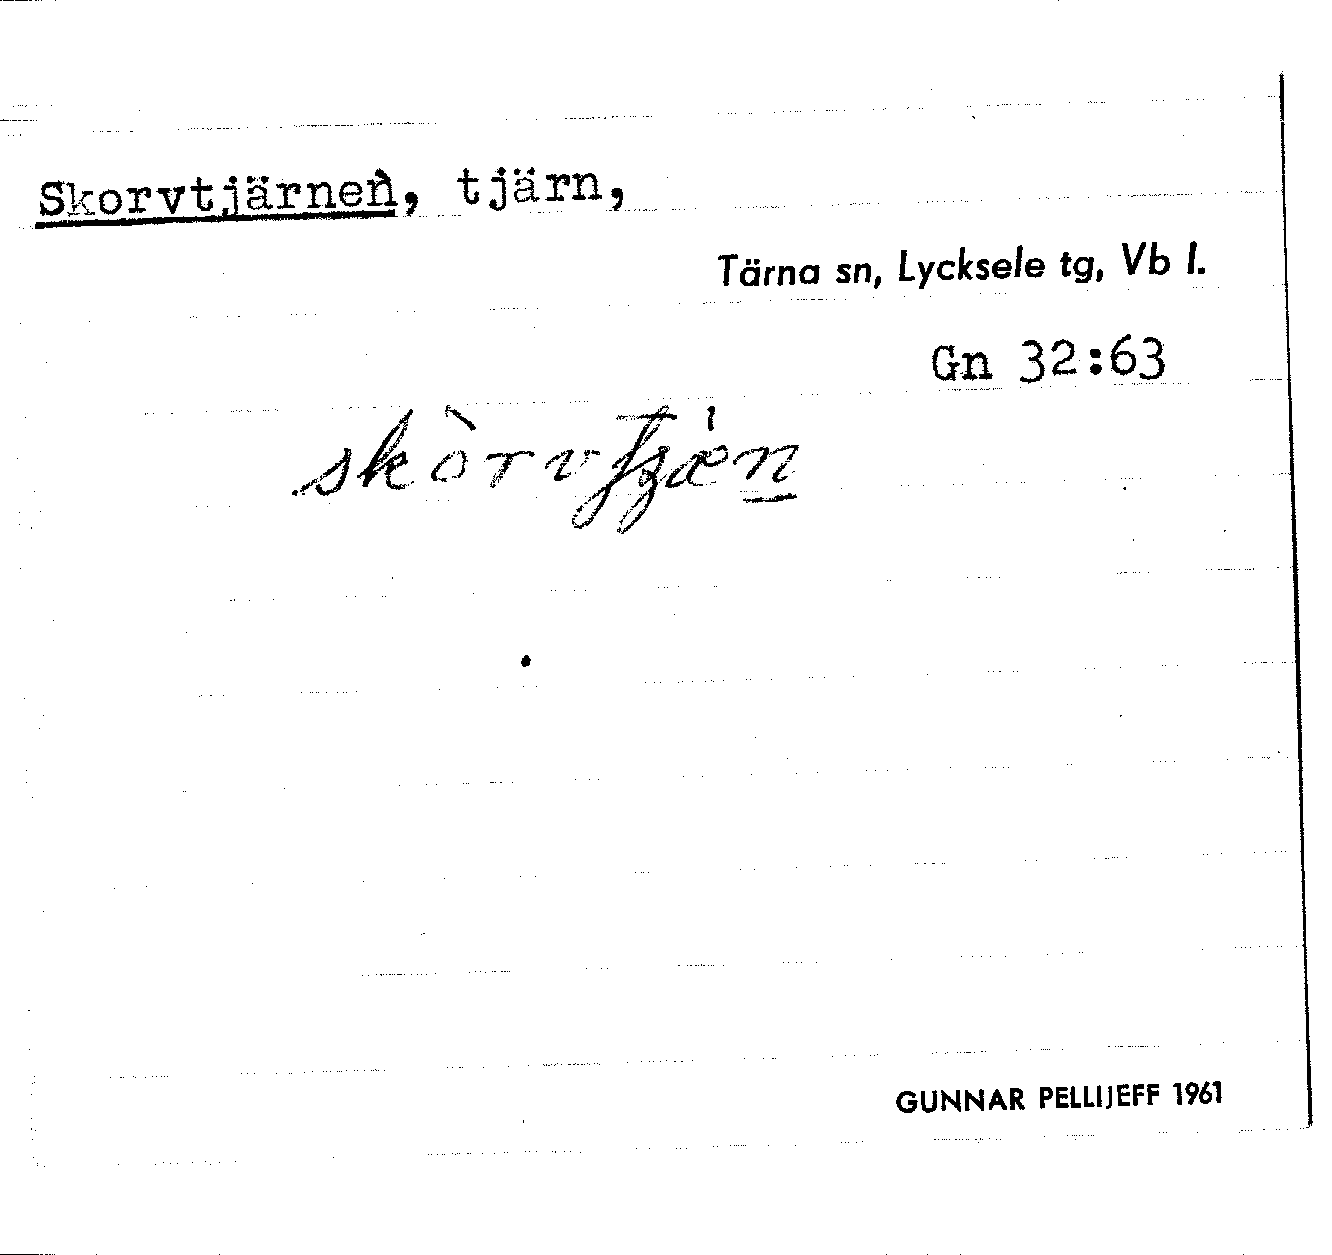 Skorvtjärnen, tjärn,
Tärna sn, Lycksele tg, Vb l.
Gn 32:63
GUNNAR PELLIJEFF 1961